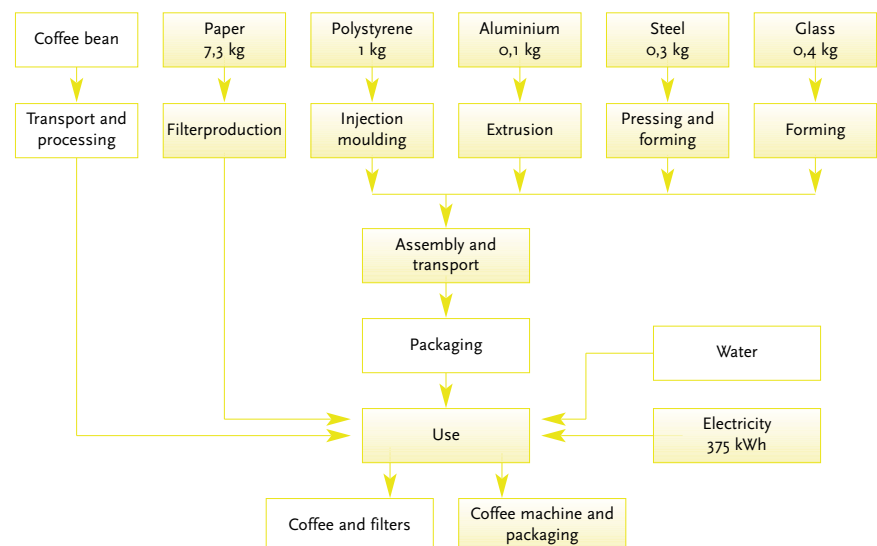 Coffee bean
Paper
7,3 kg
Polystyrene
1 kg
Aluminium
0,1 kg
Steel
0,3 kg
Glass
0,4 kg
Transport and
processing
Filterproduction
Injection
moulding
Extrusion
Pressing and
forming
Forming
Assembly and
transport
Packaging
Water
Use
Electricity
375 kWh
Coffee and filters
Coffee machine and
packaging